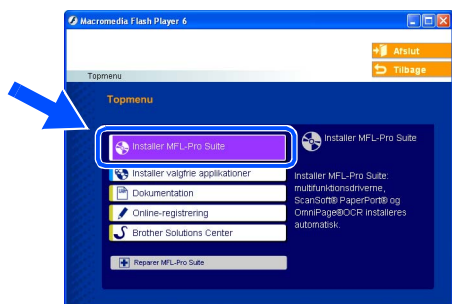 Macromedia Flash Player 6
Afslut
Tilbage
Topmenu
Topmenu
Installer MFL-Pro Suite
Installer valgfrie applikationer
Dokumentation
Online-registrering
Brother Solutions Center
Reparer MFL-Pro Suite
Installer MFL-Pro Suite
Installer MFL-Pro Suite:
multifunktionsdriverne,
ScanSoft® PaperPort® og
OmniPage®OCR installeres
automatisk.